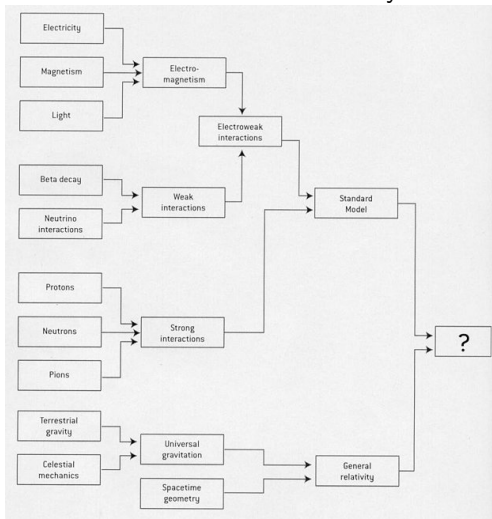 Electricity
Magnetism
Light
Electro-
magnetism
Electroweak
interactions
Beta decay
Neutrino
interactions
Weak
interactions
Standard
Model
Protons
Neutrons
Pions
Strong
interactions
?
Terrestrial
gravity
Celestial
mechanics
Universal
gravitation
Spacetime
geometry
General
relativity